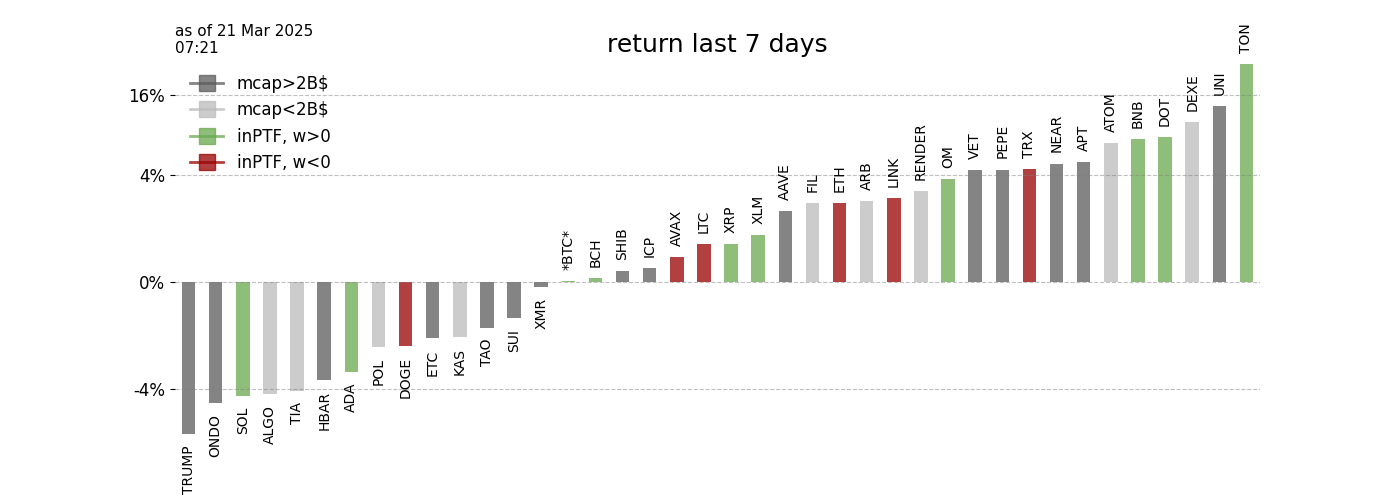 as of 21 Mar 2025
07:21
return last 7 days
mcap>2B$
mcap<2B$
inPTF, w>0
inPTF, w<0
16%
4%
0%
-4%
TRUMP
ONDO
SOL
ALGO
TIA
HBAR
ADA
POL
DOGE
ETC
KAS
TAO
SUI
XMR
*BTC*
BCH
SHIB
ICP
AVAX
LTC
XRP
XLM
AAVE
FIL
ETH
ARB
LINK
RENDER
OM
VET
PEPE
TRX
NEAR
APT
ATOM
BNB
DOT
DEXE
UNI
TON